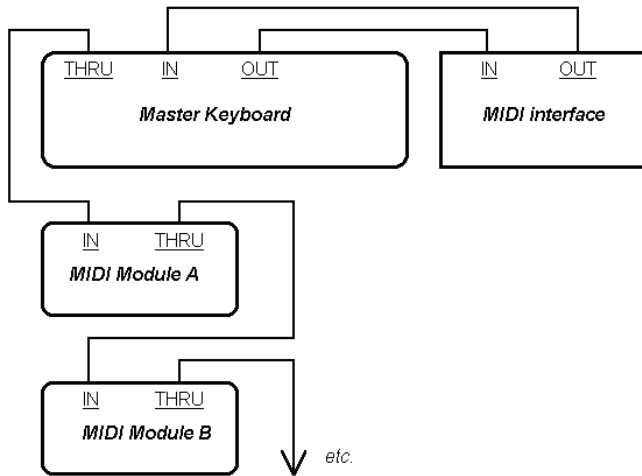 THRU IN OUT
Master Keyboard
IN OUT
MIDI interface
IN THRU
MIDI Module A
IN THRU
MIDI Module B
etc.